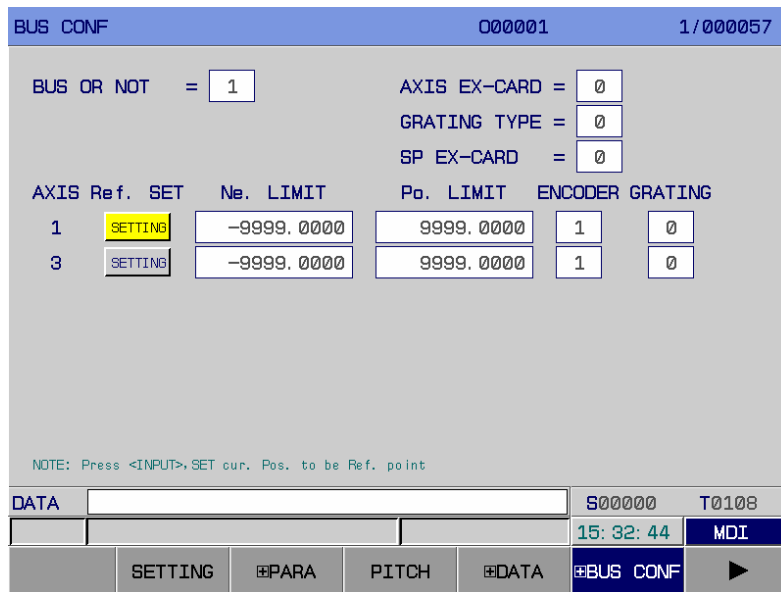 BUS CONF O00001 1/000057
BUS OR NOT = 1 AXIS EX-CARD = 0
GRATING TYPE = 0
SP EX-CARD = 0
AXIS Ref. SET Ne. LIMIT Po. LIMIT ENCODER GRATING
1 SETTING -9999.0000 9999.0000 1 0
3 SETTING -9999.0000 9999.0000 1 0
NOTE: Press <INPUT>,SET cur. Pos. to be Ref. point
DATA S00000 T0108
15:32:44 MDI
SETTING ⊞PARA PITCH ⊞DATA ⊞BUS CONF ▶